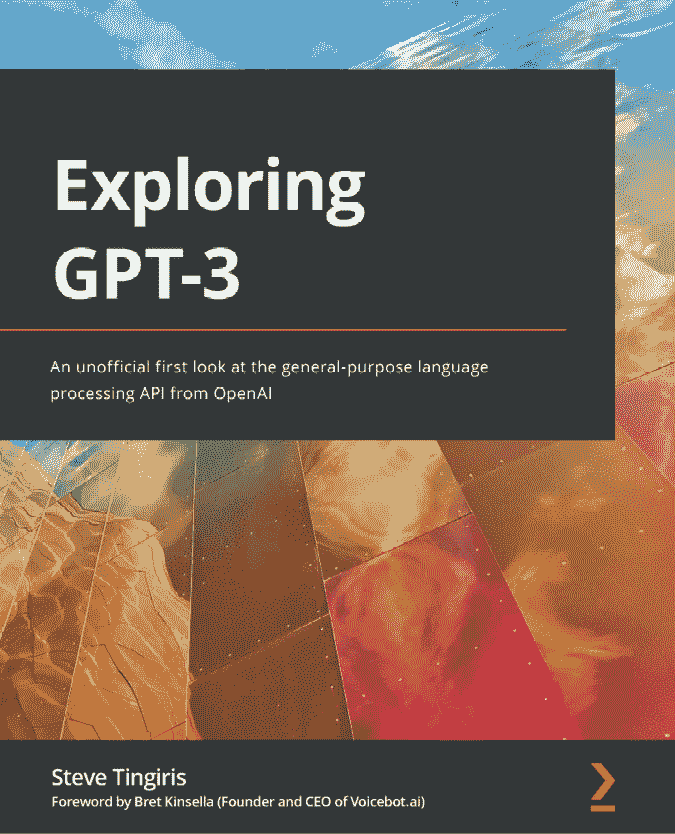 Exploring
GPT-3
An unofficial first look at the general-purpose language
processing API from OpenAI
Steve Tingiris
Foreword by Bret Kinsella (Founder and CEO of Voicebot.ai)